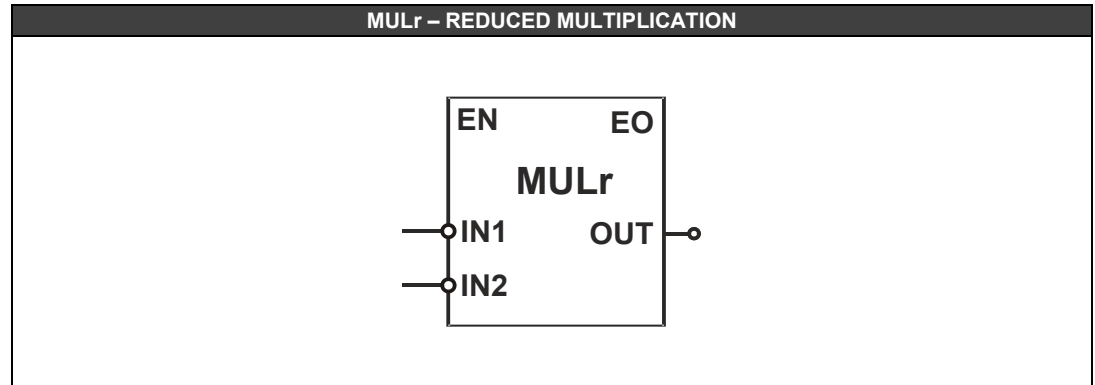 MULr – REDUCED MULTIPLICATION
EN EO
MULr
IN1 OUT
IN2